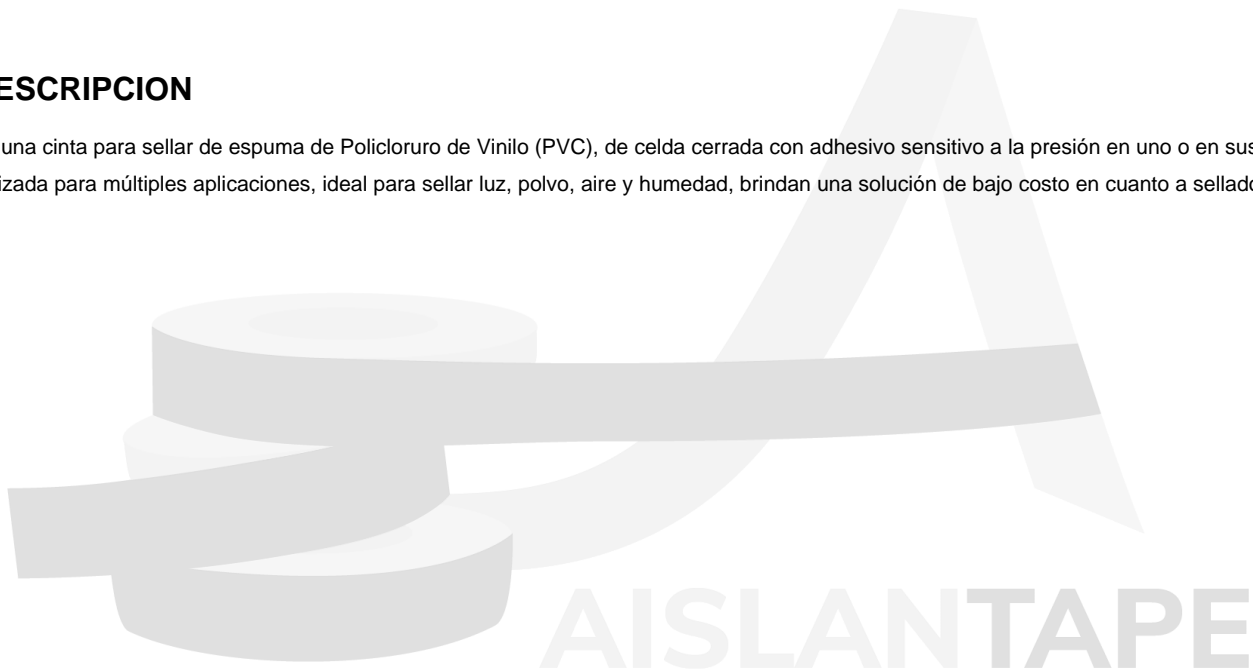 ESCRIPCION
una cinta para sellar de espuma de Policloruro de Vinilo (PVC), de celda cerrada con adhesivo sensitivo a la presión en uno o en sus
izada para múltiples aplicaciones, ideal para sellar luz, polvo, aire y humedad, brindan una solución de bajo costo en cuanto a sellado
AISLANTAPE